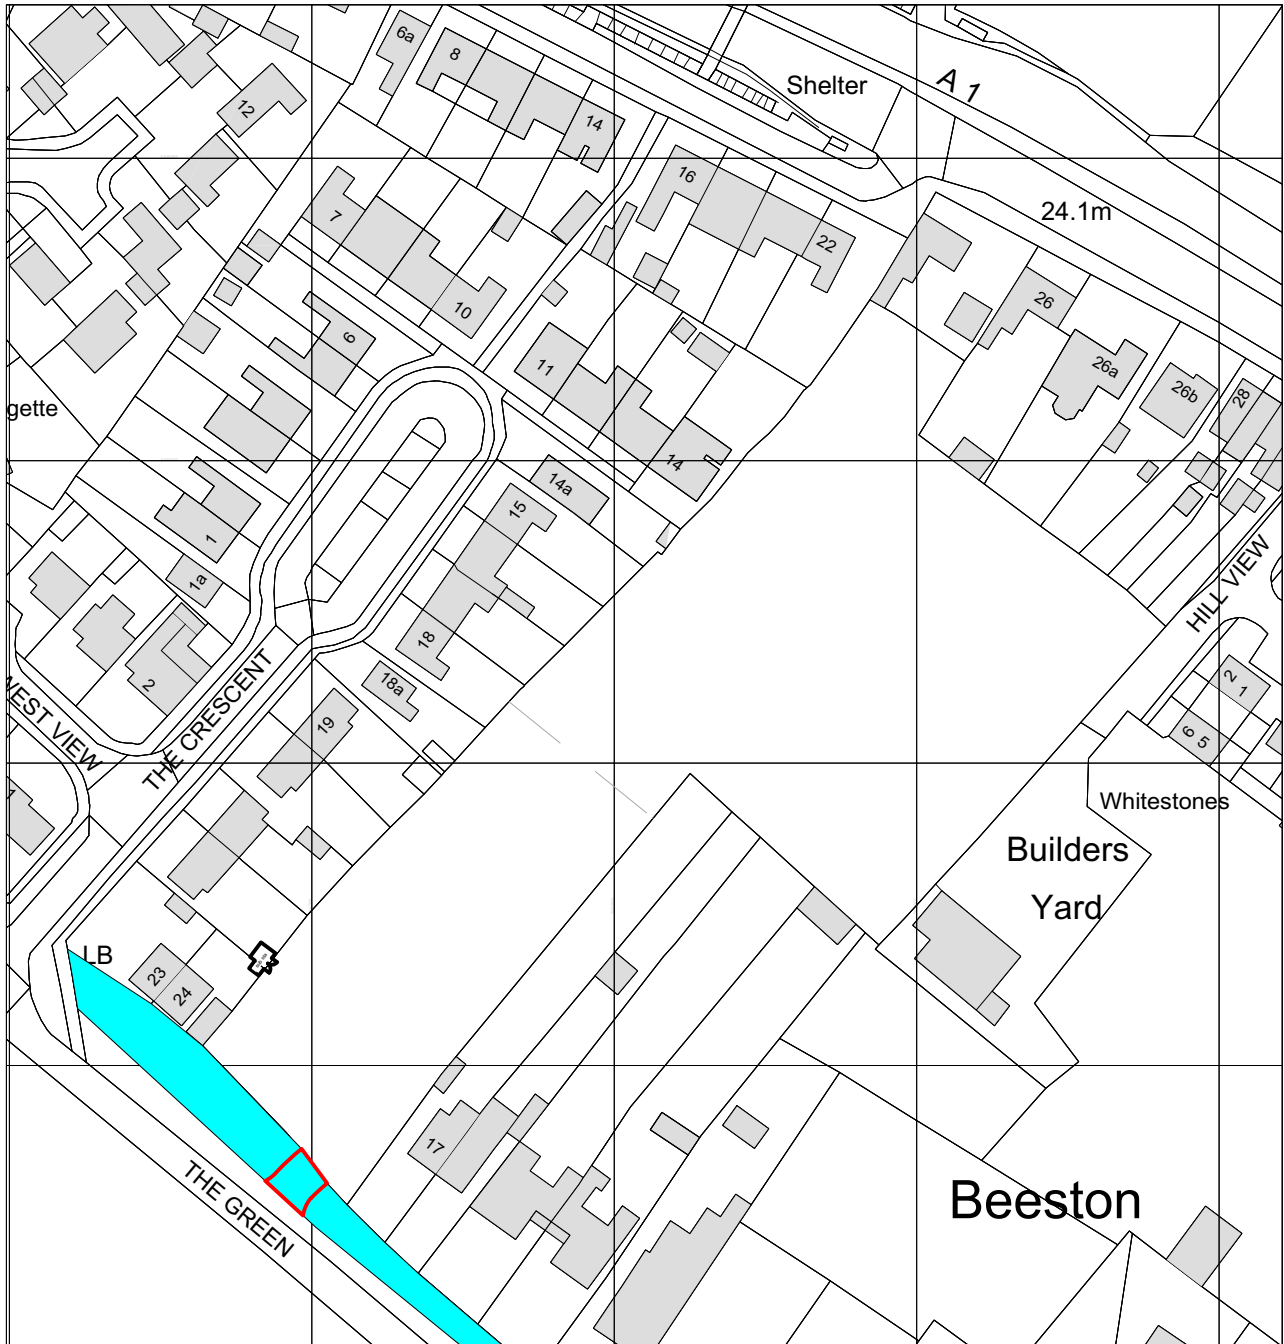 6a
8
12
14
Shelter
A 1
24.1m
16
22
7
10
6
11
14
26
26a
26b
28
gette
14a
15
1
1a
18
18a
19
2
WEST VIEW
THE CRESCENT
HILL VIEW
2
1
6
5
Whitestones
Builders
Yard
LB
23
24
17
THE GREEN
Beeston